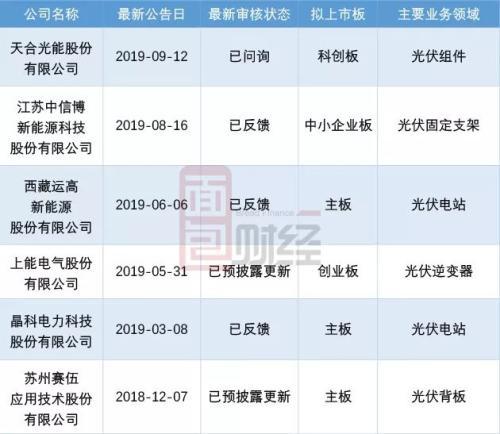 公司名称 最新公告日 最新审核状态 拟上市板 主要业务领域
天合光能股份
有限公司
2019-09-12 已问询 科创板 光伏组件
江苏中信博
新能源科技
股份有限公司
2019-08-16 已反馈 中小企业板 光伏固定支架
西藏运高
新能源
股份有限公司
2019-06-06 已反馈 主板 光伏电站
上能电气股份
有限公司
2019-05-31 已预披露更新 创业板 光伏逆变器
晶科电力科技
股份有限公司
2019-03-08 已反馈 主板 光伏电站
苏州赛伍
应用技术股份
有限公司
2018-12-07 已预披露更新 主板 光伏背板
面包财经
Bread Finance